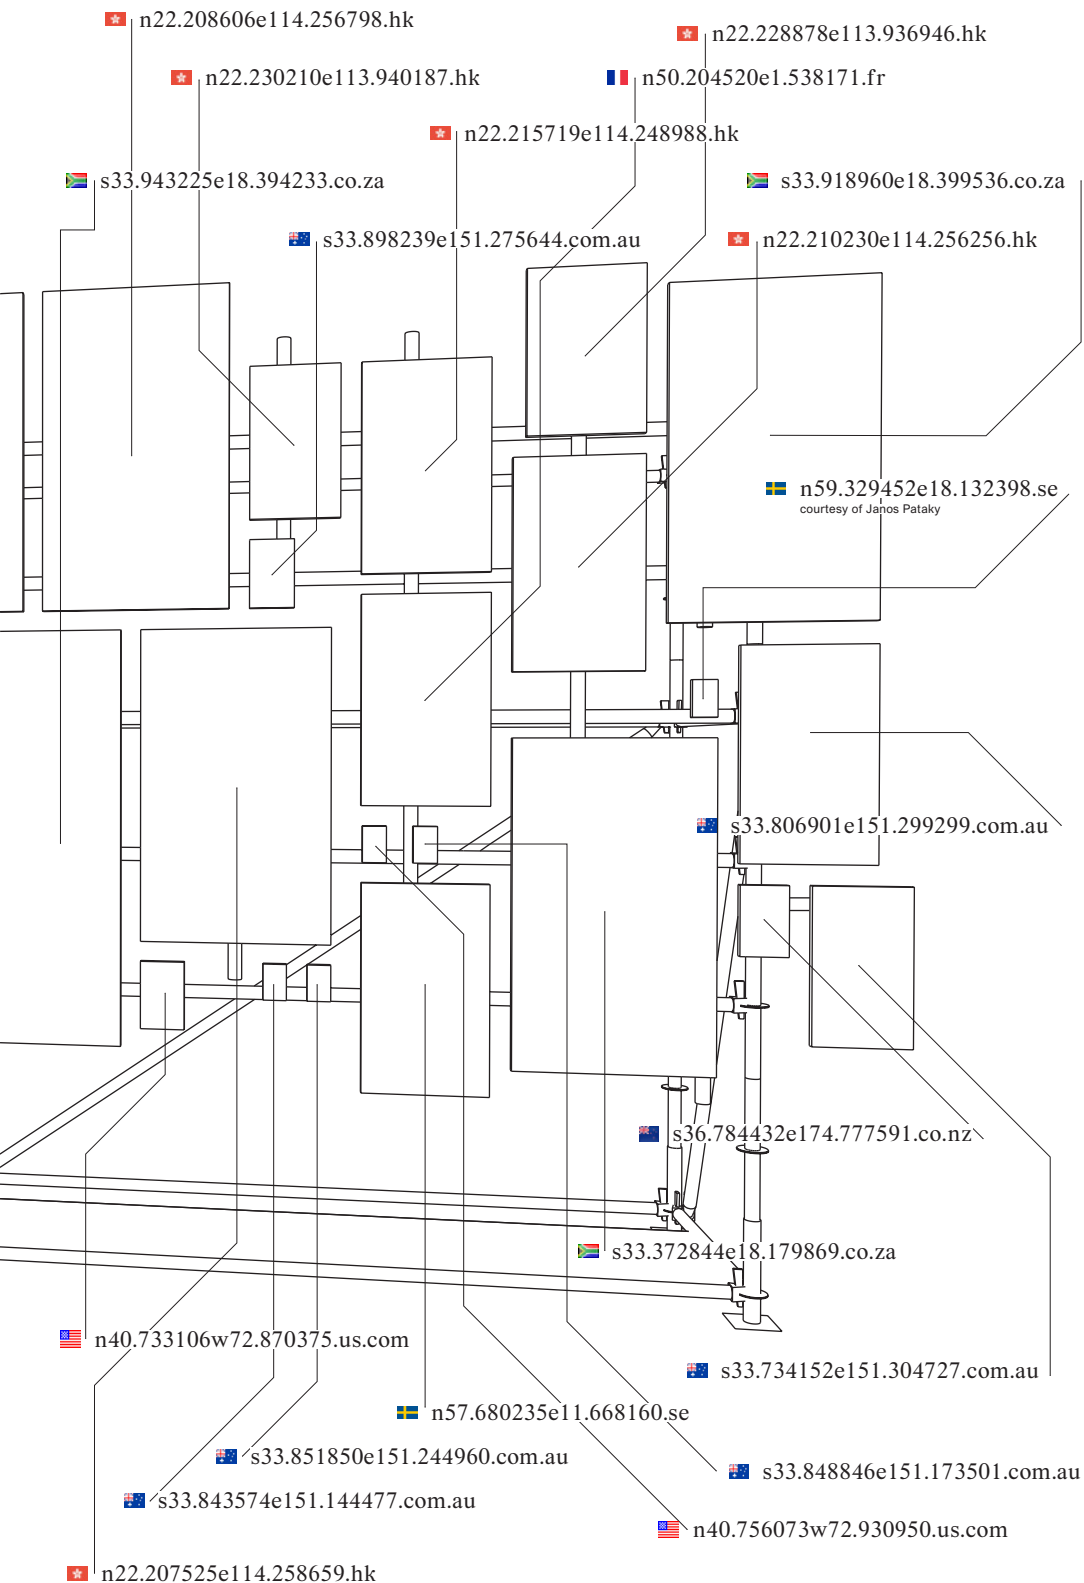 n22.208606e114.256798.hk
n22.228878e113.936946.hk
n22.230210e113.940187.hk
n50.204520e1.538171.fr
n22.215719e114.248988.hk
s33.943225e18.394233.co.za
s33.918960e18.399536.co.za
s33.898239e151.275644.com.au
n22.210230e114.256256.hk
n59.329452e18.132398.se
courtesy of Janos Pataky
s33.806901e151.299299.com.au
s36.784432e174.777591.co.nz
s33.372844e18.179869.co.za
n40.733106w72.870375.us.com
s33.734152e151.304727.com.au
n57.680235e11.668160.se
s33.851850e151.244960.com.au
s33.848846e151.173501.com.au
s33.843574e151.144477.com.au
n40.756073w72.930950.us.com
n22.207525e114.258659.hk